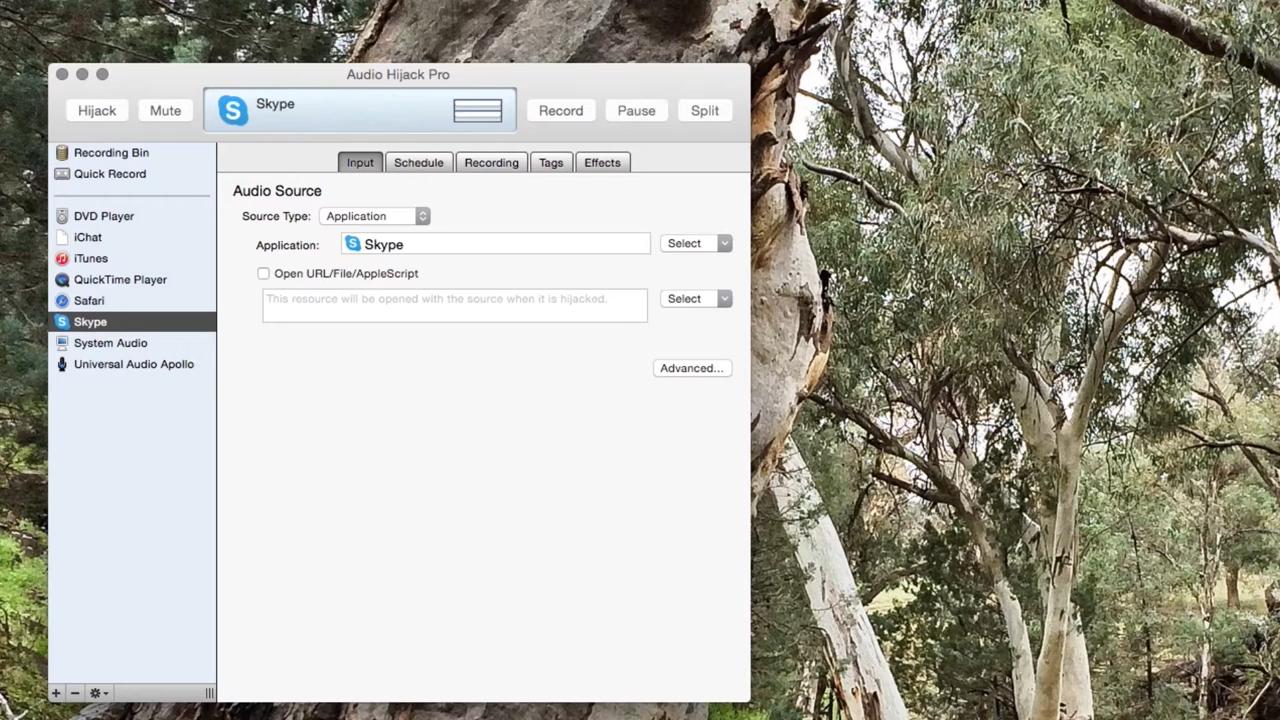 Audio Hijack Pro
Hijack
Mute
Skype
Record
Pause
Split
Recording Bin
Quick Record
DVD Player
iChat
iTunes
QuickTime Player
Safari
Skype
System Audio
Universal Audio Apollo
Input
Schedule
Recording
Tags
Effects
Audio Source
Source Type: Application
Application: Skype Select
Open URL/File/AppleScript
This resource will be opened with the source when it is hijacked. Select
Advanced...